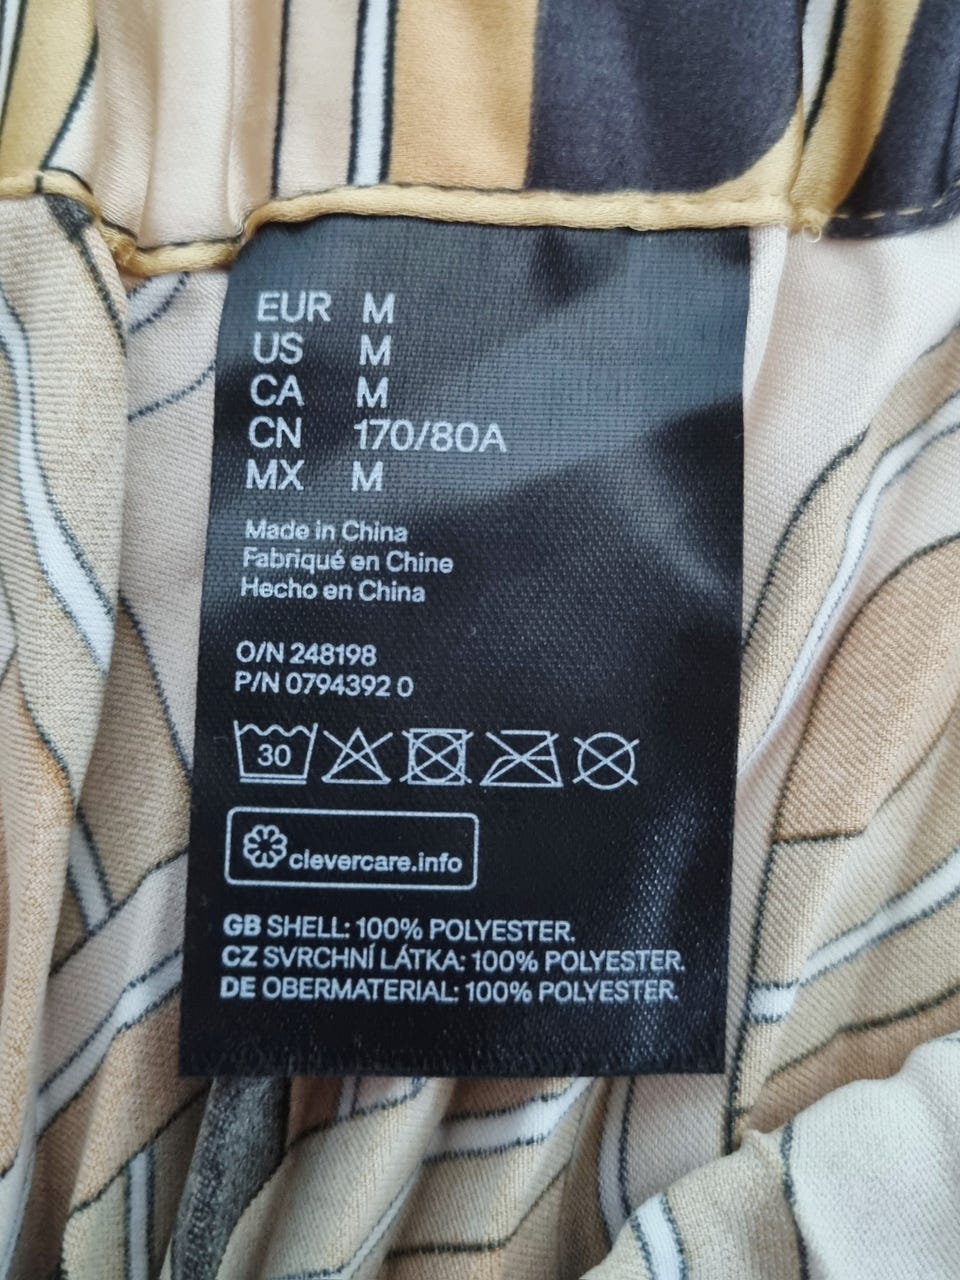 EUR M
US M
CA M
CN 170/80A
MX M
Made in China
Fabriqué en Chine
Hecho en China
O/N 248198
P/N 0794392 0
30
clevercare.info
GB SHELL: 100% POLYESTER.
CZ SVRCHNÍ LÁTKA: 100% POLYESTER.
DE OBERMATERIAL: 100% POLYESTER.